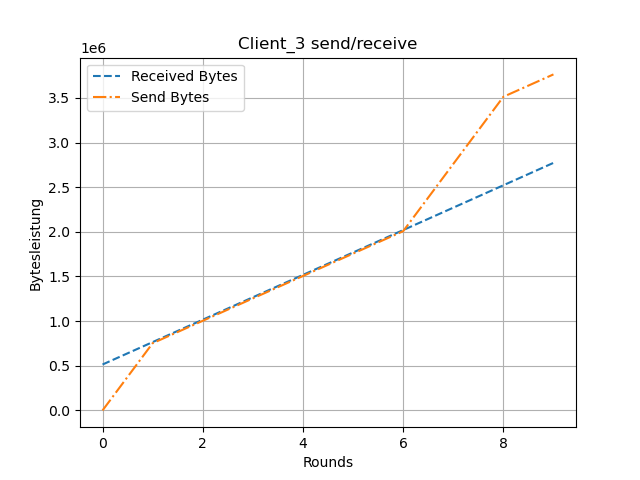 Client_3 send/receive
1e6
Received Bytes
Send Bytes
3.5
3.0
2.5
2.0
1.5
1.0
0.5
0.0
Bytesleistung
0 2 4 6 8
Rounds